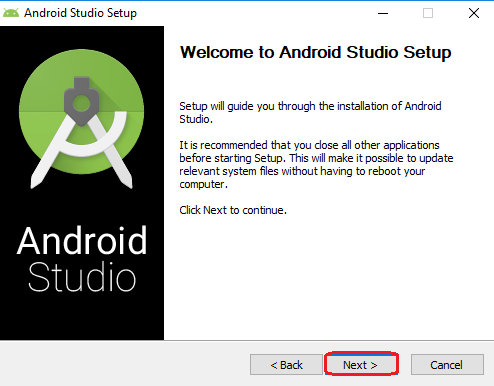 Android Studio Setup
Welcome to Android Studio Setup
Setup will guide you through the installation of Android
Studio.
It is recommended that you close all other applications
before starting Setup. This will make it possible to update
relevant system files without having to reboot your
computer.
Click Next to continue.
Android
Studio
< Back
Next >
Cancel